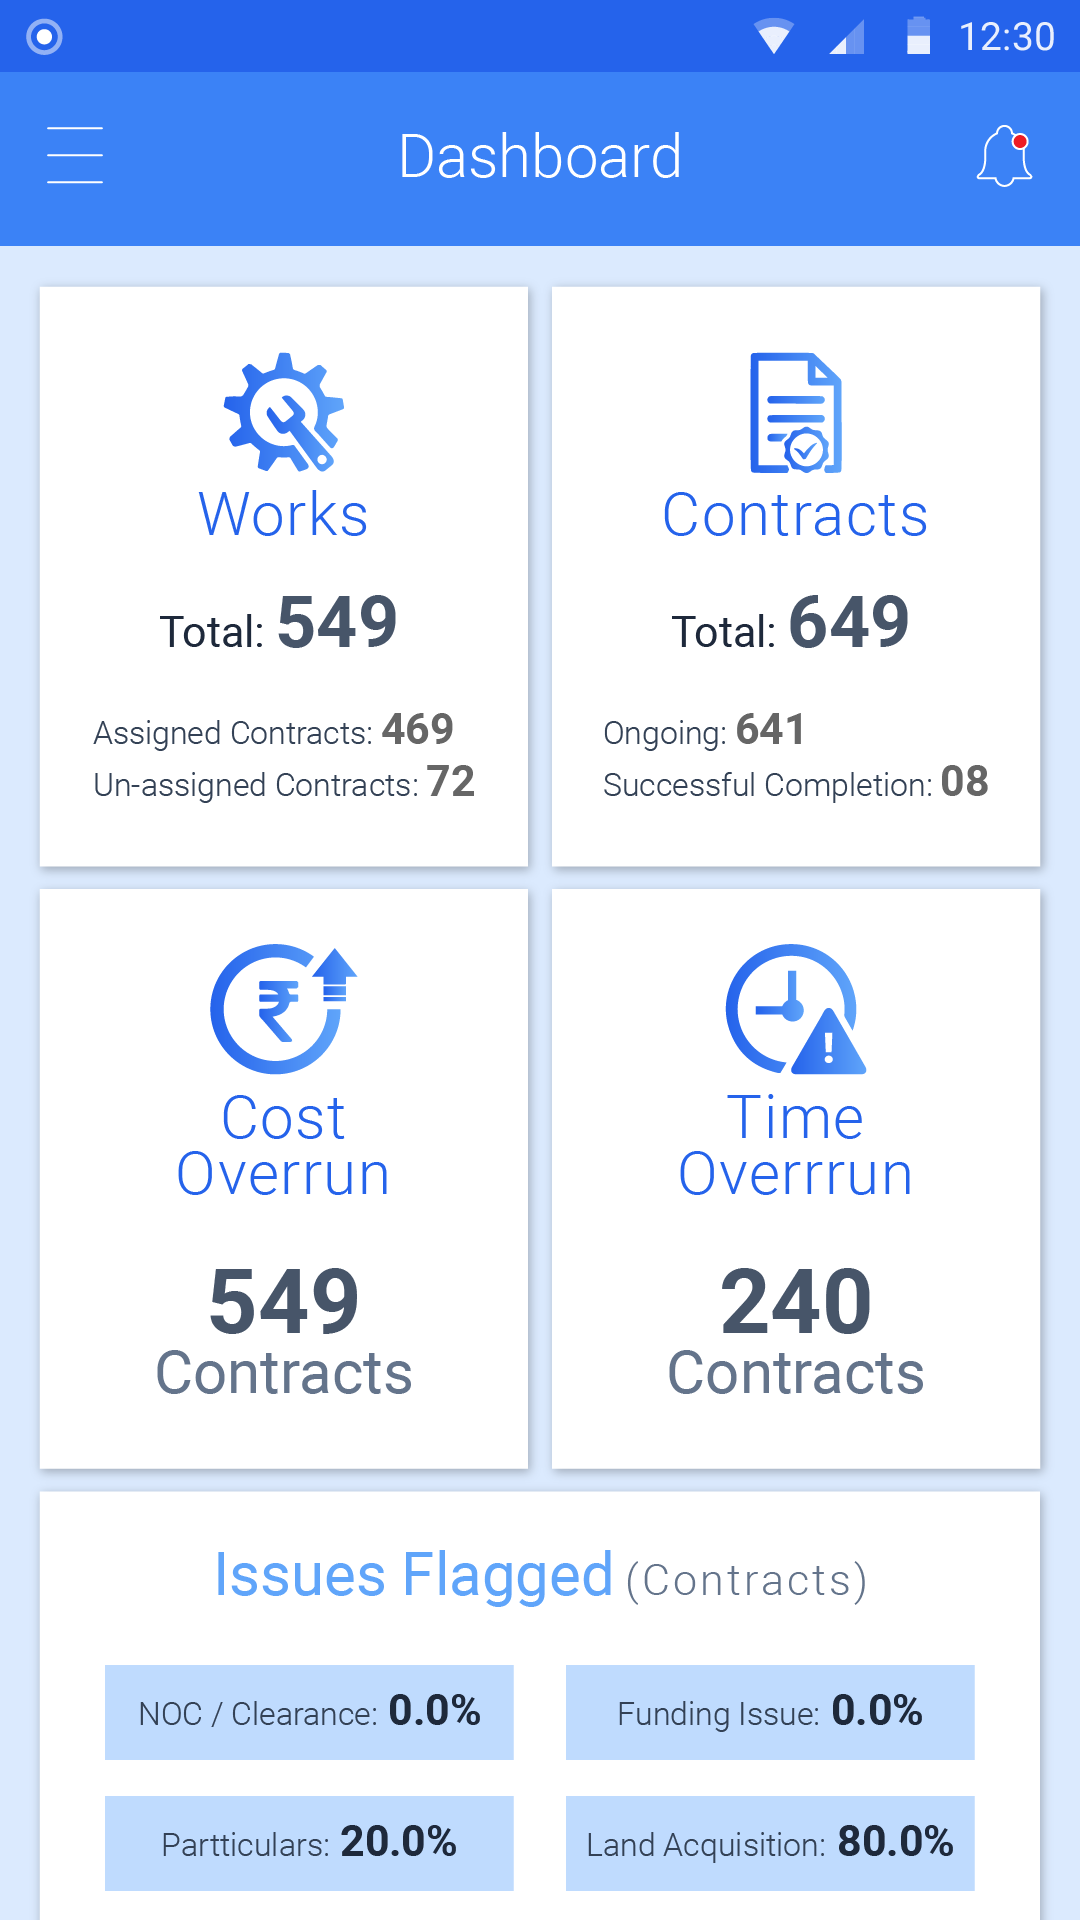 12:30
Dashboard
Works
Total: 549
Assigned Contracts: 469
Un-assigned Contracts: 72
Contracts
Total: 649
Ongoing: 641
Successful Completion: 08
Cost
Overrun
549
Contracts
Time
Overrrun
240
Contracts
Issues Flagged (Contracts)
NOC / Clearance: 0.0%
Funding Issue: 0.0%
Partticulars: 20.0%
Land Acquisition: 80.0%